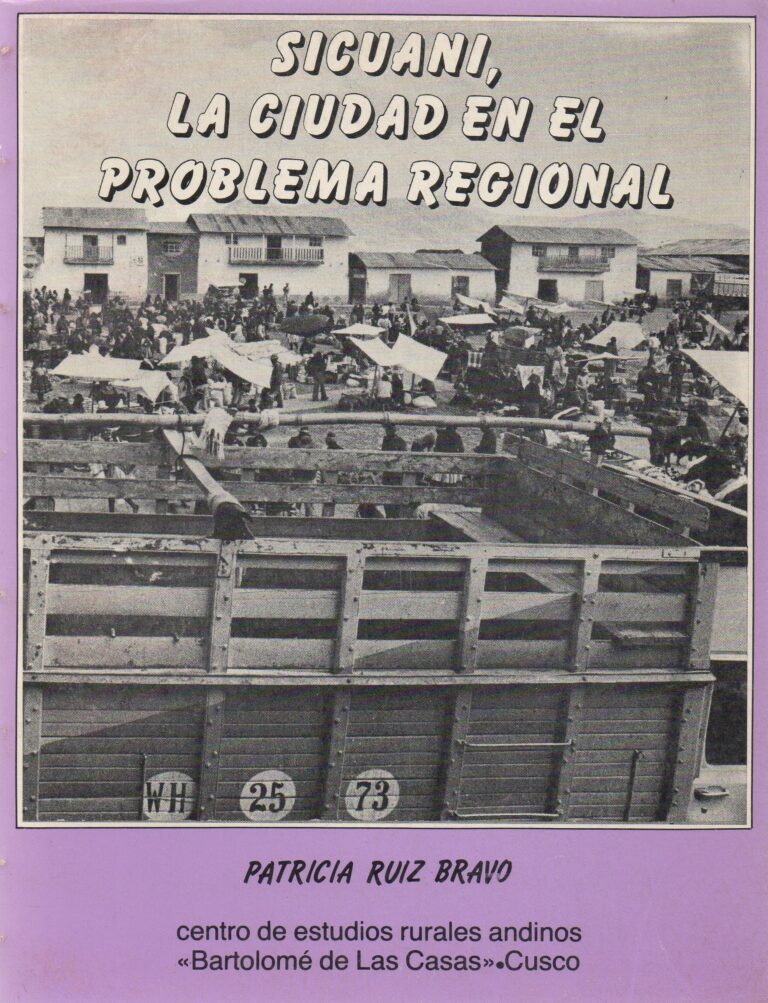 SICUANI,
LA CIUDAD EN EL
PROBLEMA REGIONAL
WH 25 73
PATRICIA RUIZ BRAVO
centro de estudios rurales andinos
«Bartolomé de Las Casas»•Cusco